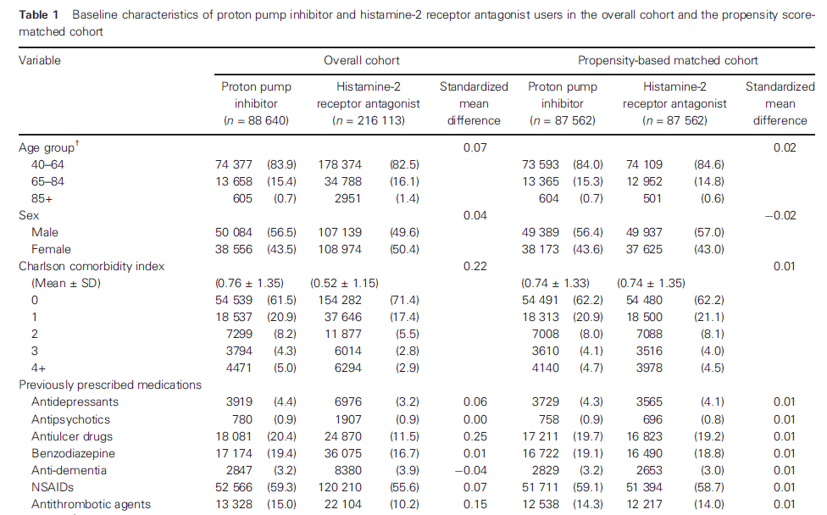 Table 1 Baseline characteristics of proton pump inhibitor and histamine-2 receptor antagonist users in the overall cohort and the propensity score-
matched cohort
Variable Overall cohort Propensity-based matched cohort
Proton pump Histamine-2 Standardized Proton pump Histamine-2 Standardized
inhibitor receptor antagonist mean inhibitor receptor antagonist mean
(n = 88 640) (n = 216 113) difference (n = 87 562) (n = 87 562) difference
Age group† 0.07 0.02
40–64 74 377 (83.9) 178 374 (82.5) 73 593 (84.0) 74 109 (84.6)
65–84 13 658 (15.4) 34 788 (16.1) 13 365 (15.3) 12 952 (14.8)
85+ 605 (0.7) 2951 (1.4) 604 (0.7) 501 (0.6)
Sex 0.04 −0.02
Male 50 084 (56.5) 107 139 (49.6) 49 389 (56.4) 49 937 (57.0)
Female 38 556 (43.5) 108 974 (50.4) 38 173 (43.6) 37 625 (43.0)
Charlson comorbidity index 0.22 0.01
(Mean ± SD) (0.76 ± 1.35) (0.52 ± 1.15) (0.74 ± 1.33) (0.74 ± 1.35)
0 54 539 (61.5) 154 282 (71.4) 54 491 (62.2) 54 480 (62.2)
1 18 537 (20.9) 37 646 (17.4) 18 313 (20.9) 18 500 (21.1)
2 7299 (8.2) 11 877 (5.5) 7008 (8.0) 7088 (8.1)
3 3794 (4.3) 6014 (2.8) 3610 (4.1) 3516 (4.0)
4+ 4471 (5.0) 6294 (2.9) 4140 (4.7) 3978 (4.5)
Previously prescribed medications
Antidepressants 3919 (4.4) 6976 (3.2) 0.06 3729 (4.3) 3565 (4.1) 0.01
Antipsychotics 780 (0.9) 1907 (0.9) 0.00 758 (0.9) 696 (0.8) 0.01
Antiulcer drugs 18 081 (20.4) 24 870 (11.5) 0.25 17 211 (19.7) 16 823 (19.2) 0.01
Benzodiazepine 17 174 (19.4) 36 075 (16.7) 0.01 16 722 (19.1) 16 490 (18.8) 0.01
Anti-dementia 2847 (3.2) 8380 (3.9) −0.04 2829 (3.2) 2653 (3.0) 0.01
NSAIDs 52 566 (59.3) 120 210 (55.6) 0.07 51 711 (59.1) 51 394 (58.7) 0.01
Antithrombotic agents 13 328 (15.0) 22 104 (10.2) 0.15 12 538 (14.3) 12 217 (14.0) 0.01